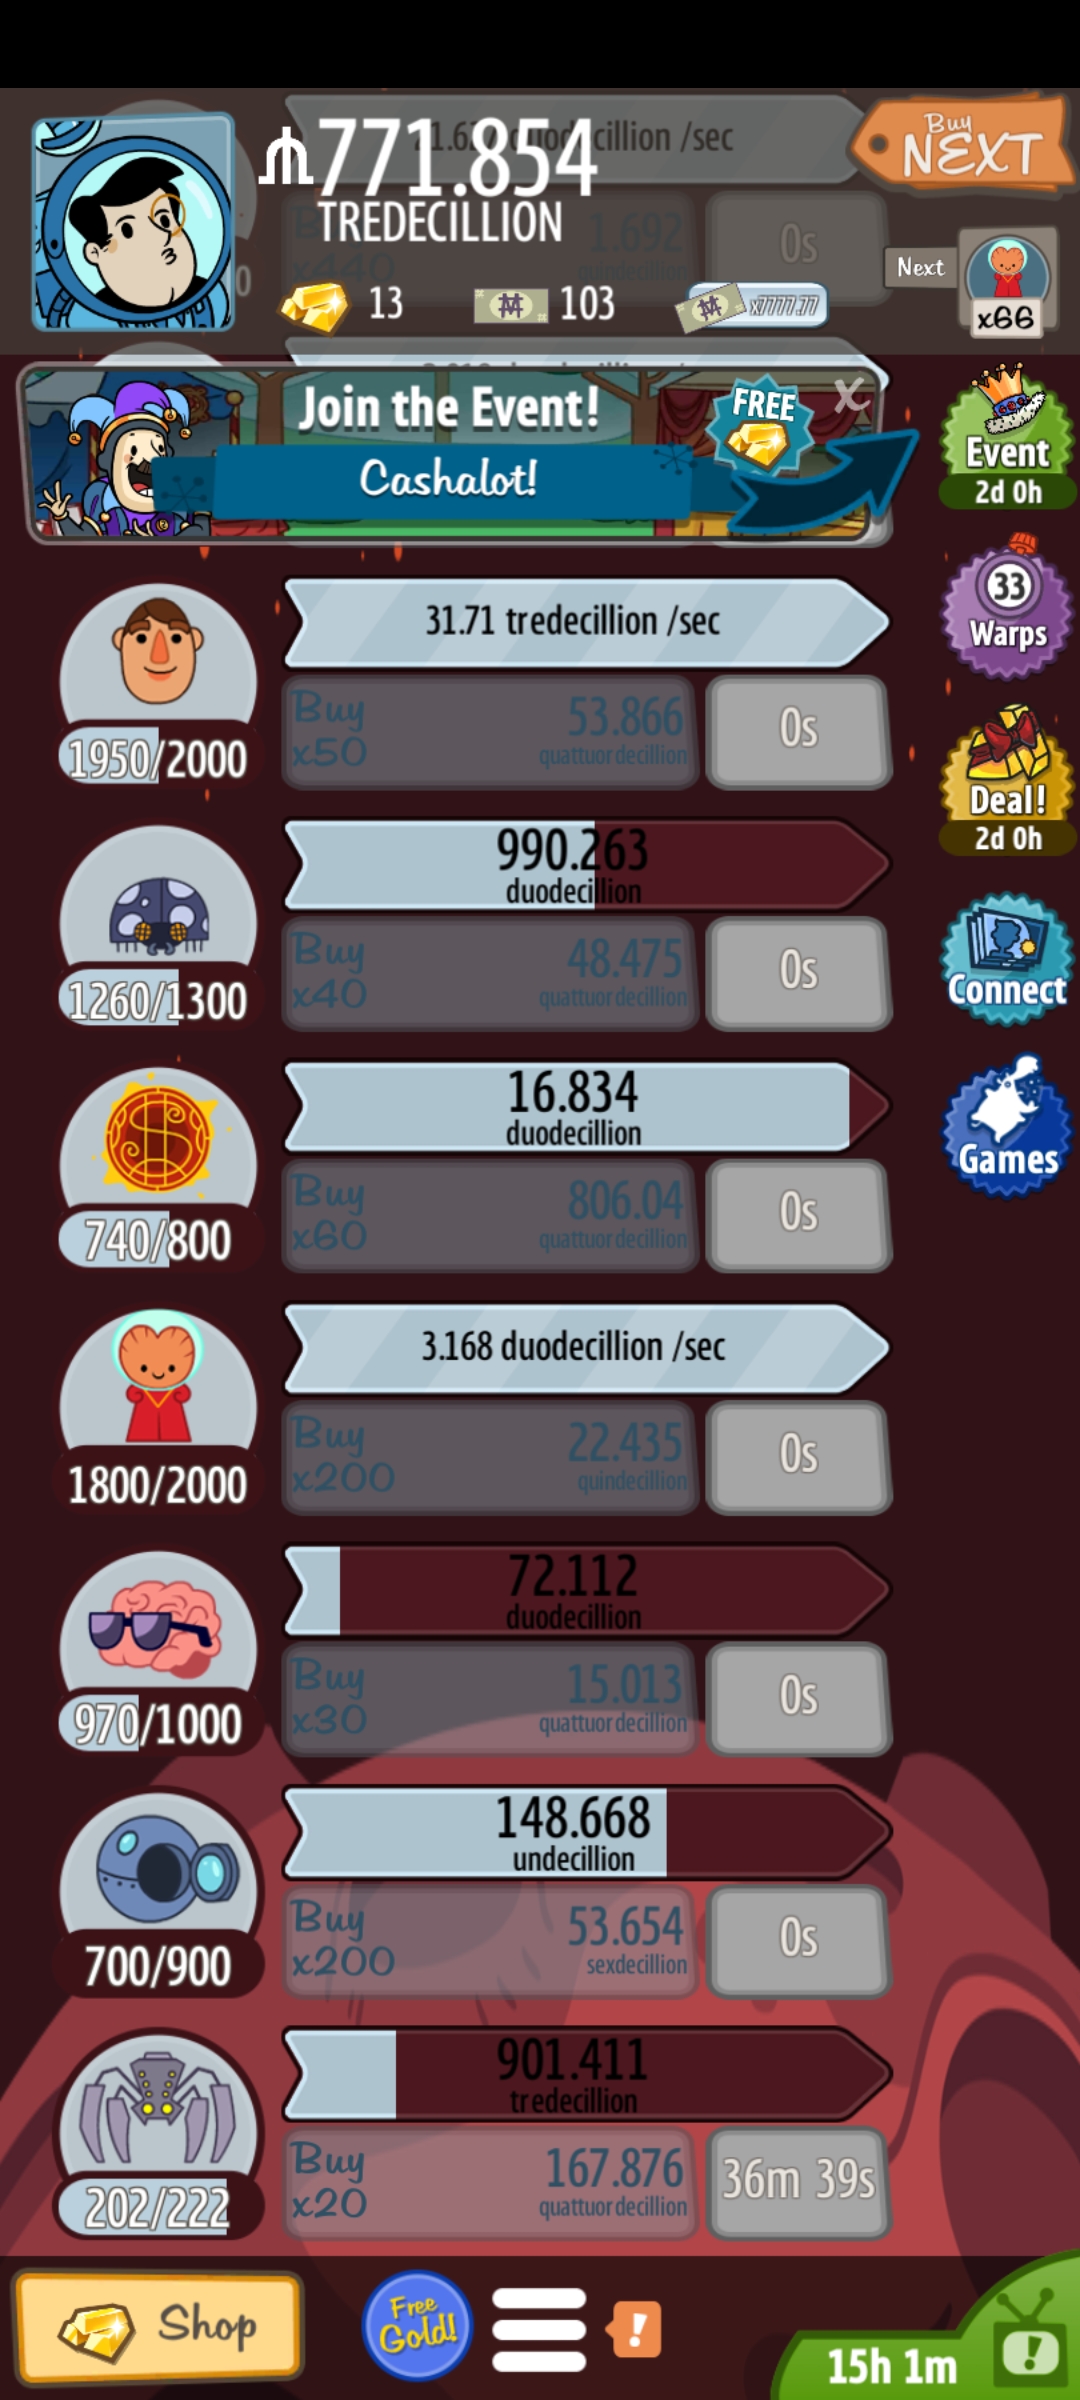 771.854
TREDECILLION
Buy
NEXT
13
103
x7777.77
Next
x66
1.692
quindecillion
x440
0s
Join the Event!
Cashalot!
FREE
X
Event
2d 0h
31.71 tredecillion /sec
1950/2000
Buy
x50
53.866
quattuordecillion
0s
33
Warps
Deal!
2d 0h
990.263
duodecillion
1260/1300
Buy
x40
48.475
quattuordecillion
0s
Connect
16.834
duodecillion
740/800
Buy
x60
806.04
quattuordecillion
0s
Games
3.168 duodecillion /sec
1800/2000
Buy
x200
22.435
quindecillion
0s
72.112
duodecillion
970/1000
Buy
x30
15.013
quattuordecillion
0s
148.668
undecillion
700/900
Buy
x200
53.654
sexdecillion
0s
901.411
tredecillion
202/222
Buy
x20
167.876
quattuordecillion
36m 39s
Shop
Free
Gold!
!
15h 1m
!